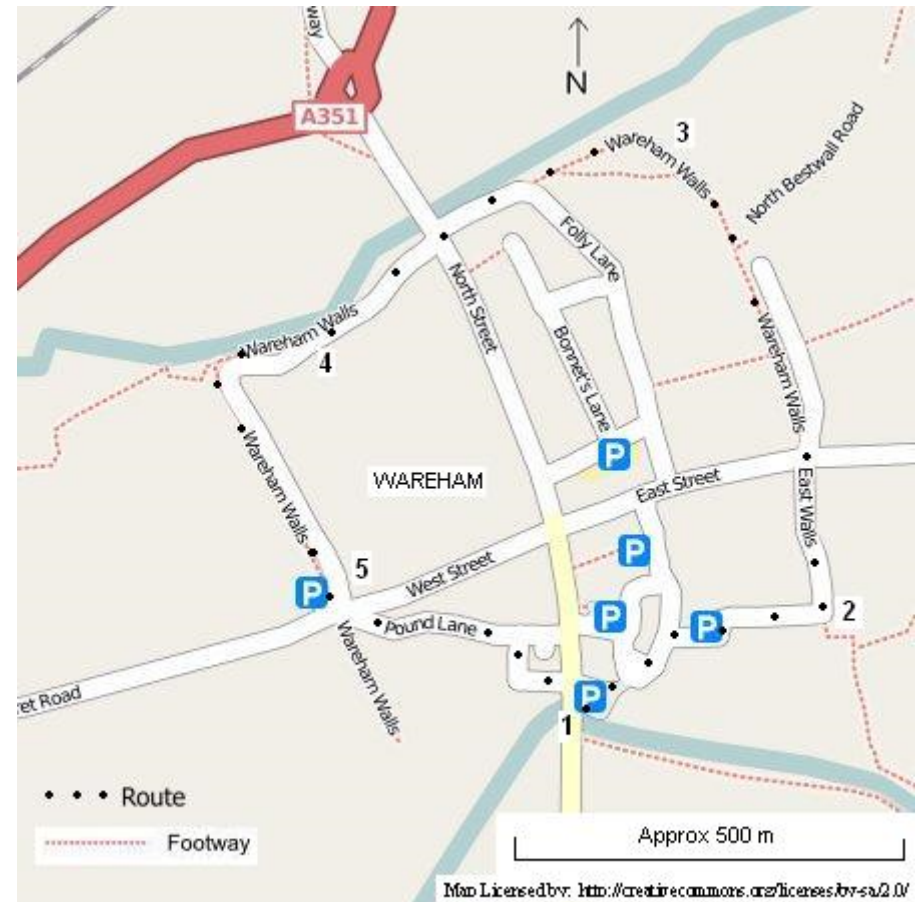 way
A351
N
3
Wareham Walls
North Bestwall Road
Folly Lane
North Street
Wareham Walls
4
Bonnet's Lane
Wareham Walls
Wareham Walls
P
WAREHAM
East Street
East Walls
P
5
West Street
P
P
P
2
Pound Lane
Wareham Walls
P
ret Road
1
Route
Footway
Approx 500 m
Map Licensed by: http://creativecommons.org/licenses/by-sa/2.0/